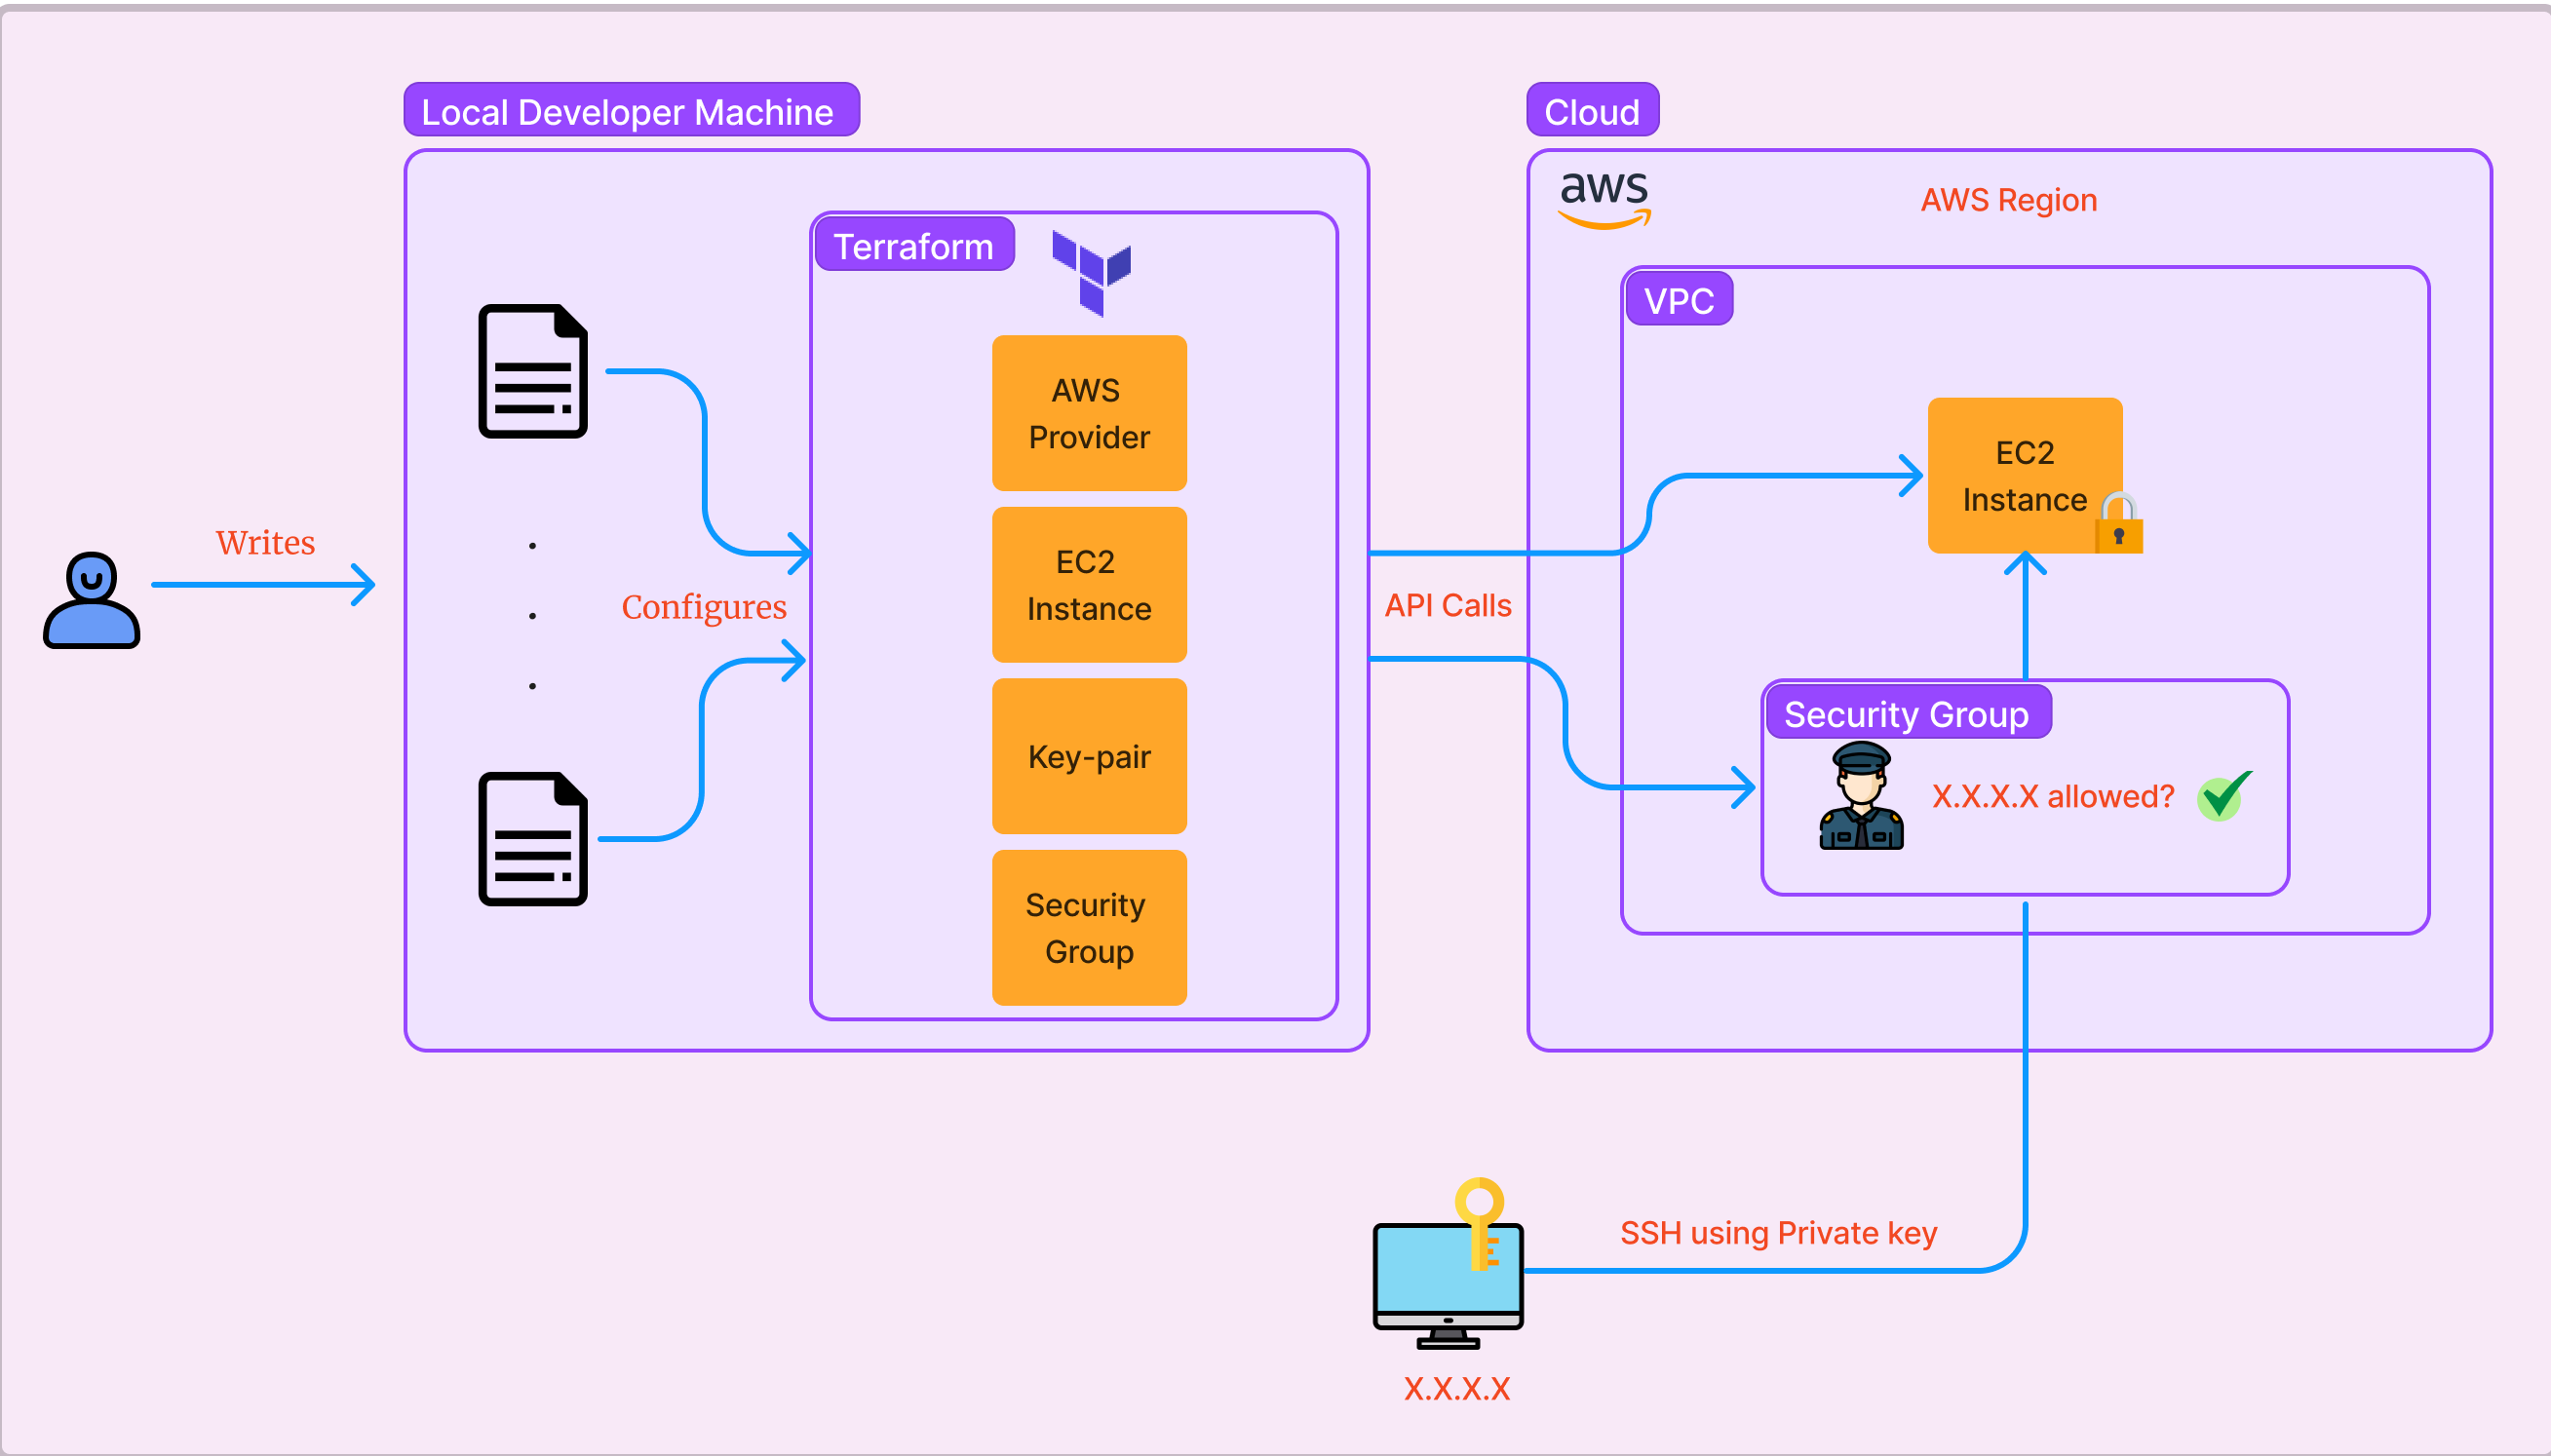 Local Developer Machine
Cloud
aws
AWS Region
Terraform
VPC
AWS
Provider
EC2
Instance
Key-pair
Security
Group
Writes
Configures
API Calls
EC2
Instance
Security Group
X.X.X.X allowed?
SSH using Private key
X.X.X.X